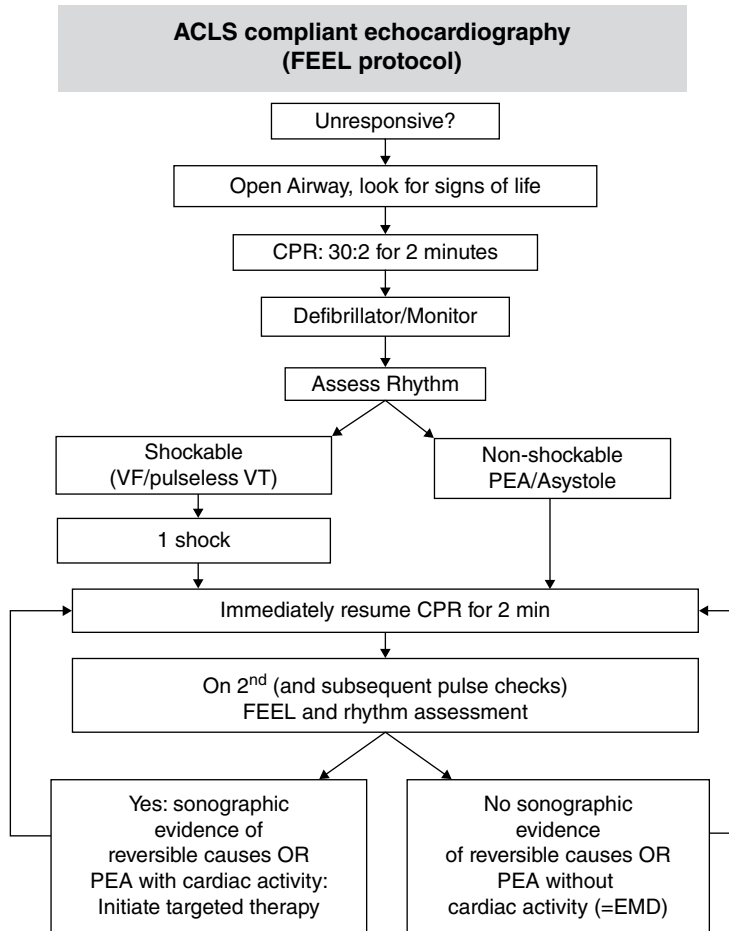 ACLS compliant echocardiography
(FEEL protocol)
Unresponsive?
Open Airway, look for signs of life
CPR: 30:2 for 2 minutes
Defibrillator/Monitor
Assess Rhythm
Shockable
(VF/pulseless VT)
Non-shockable
PEA/Asystole
1 shock
Immediately resume CPR for 2 min
On 2nd (and subsequent pulse checks)
FEEL and rhythm assessment
Yes: sonographic
evidence of
reversible causes OR
PEA with cardiac activity:
Initiate targeted therapy
No sonographic
evidence
of reversible causes OR
PEA without
cardiac activity (=EMD)